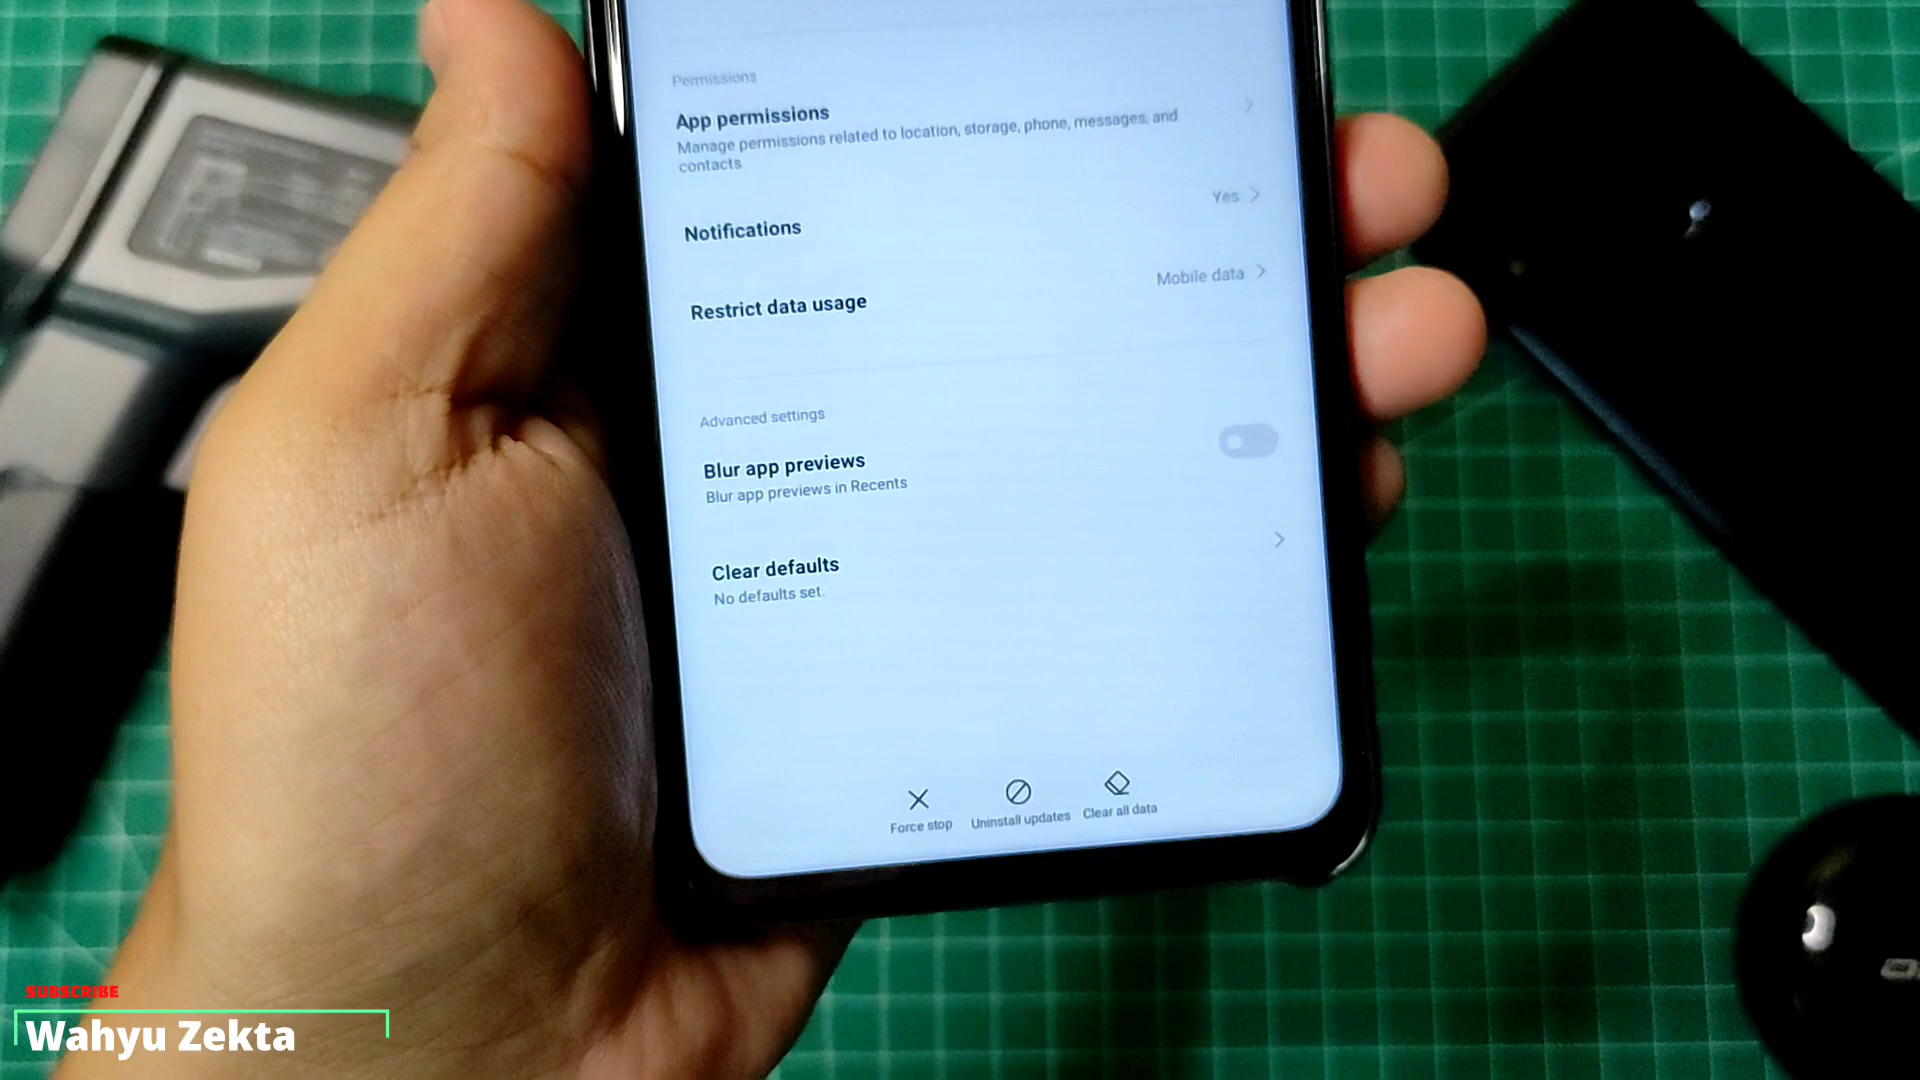 Permissions
App permissions
Manage permissions related to location, storage, phone, messages, and
contacts
Notifications
Yes
Restrict data usage
Mobile data
Advanced settings
Blur app previews
Blur app previews in Recents
Clear defaults
No defaults set.
Force stop
Uninstall updates
Clear all data
SUBSCRIBE
Wahyu Zekta